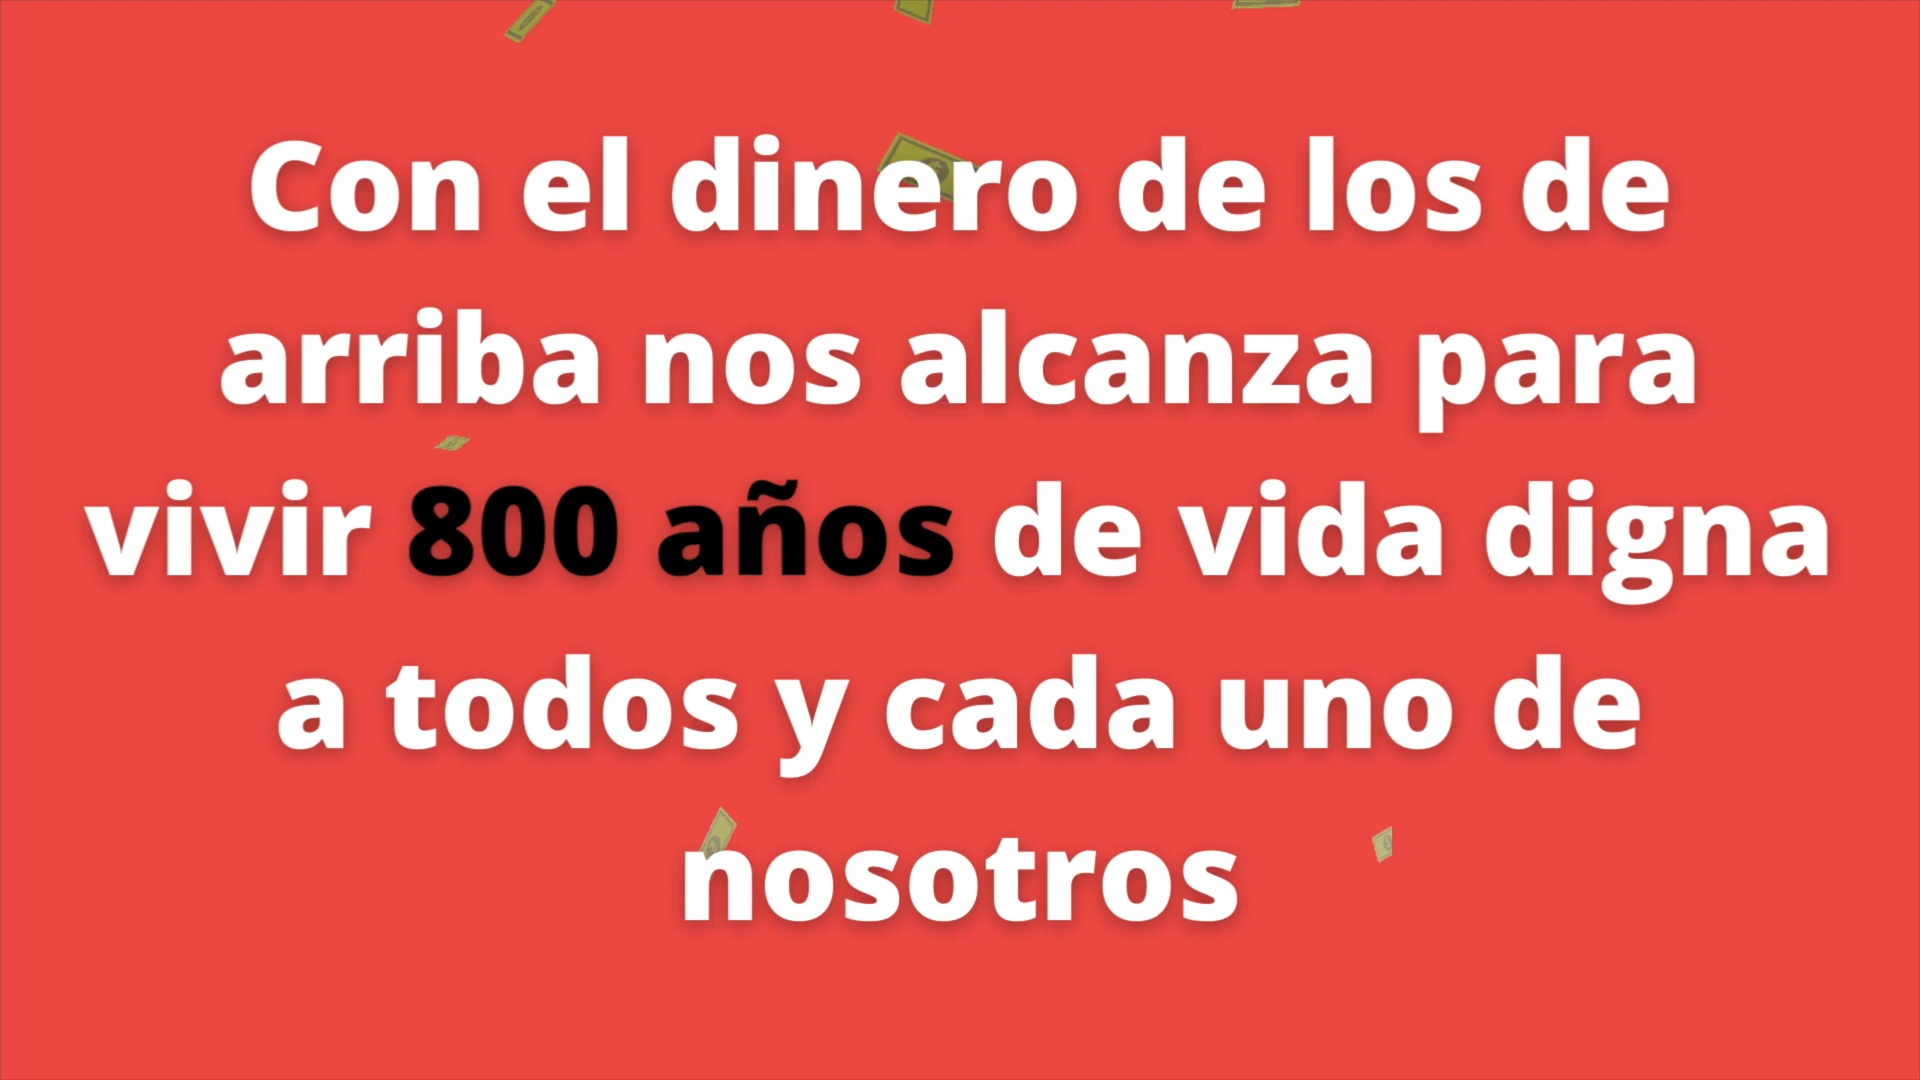 Con el dinero de los de
arriba nos alcanza para
vivir 800 años de vida digna
a todos y cada uno de
nosotros